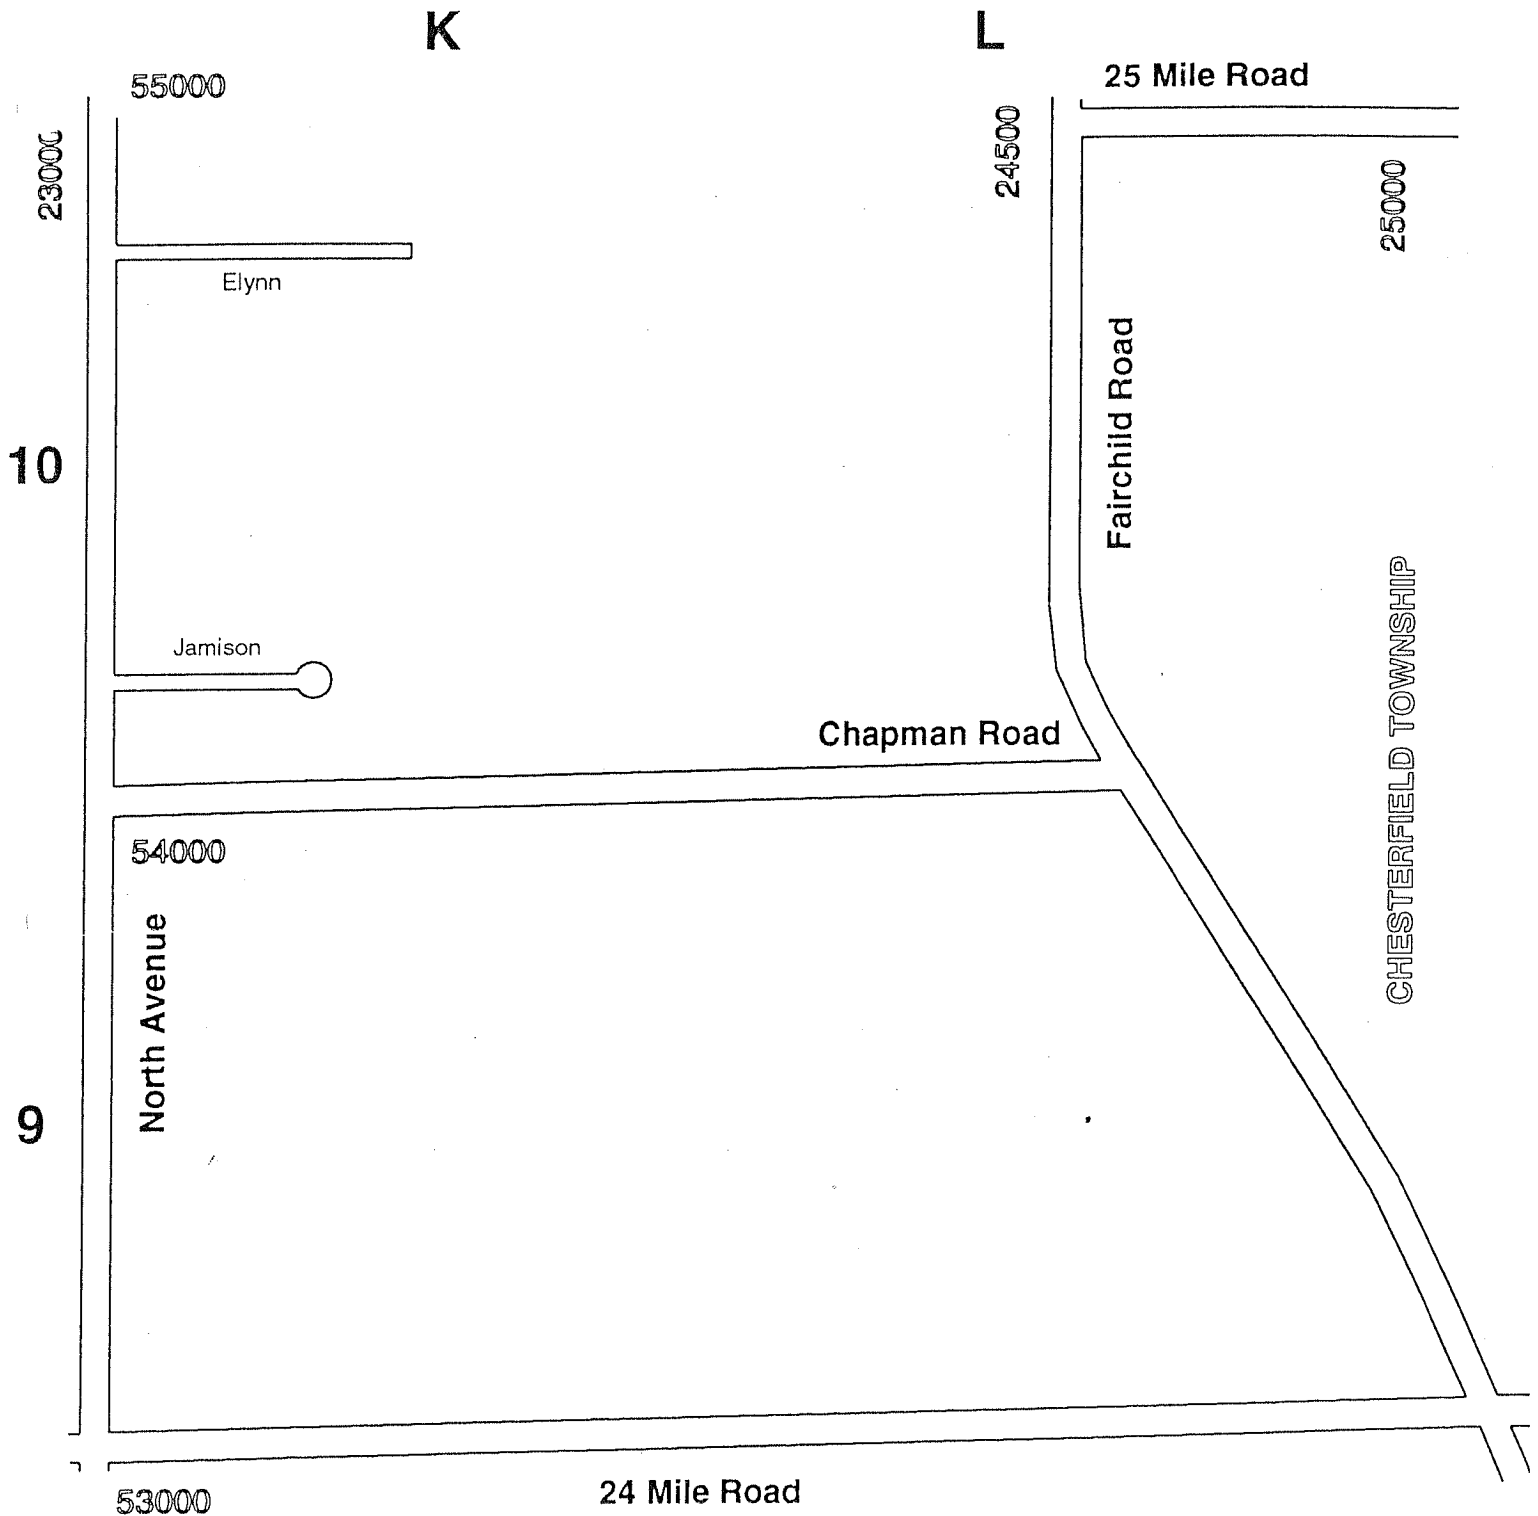 K
L
55000
25 Mile Road
23000
24500
25000
Elynn
Fairchild Road
10
CHESTERFIELD TOWNSHIP
Jamison
Chapman Road
54000
North Avenue
9
53000
24 Mile Road